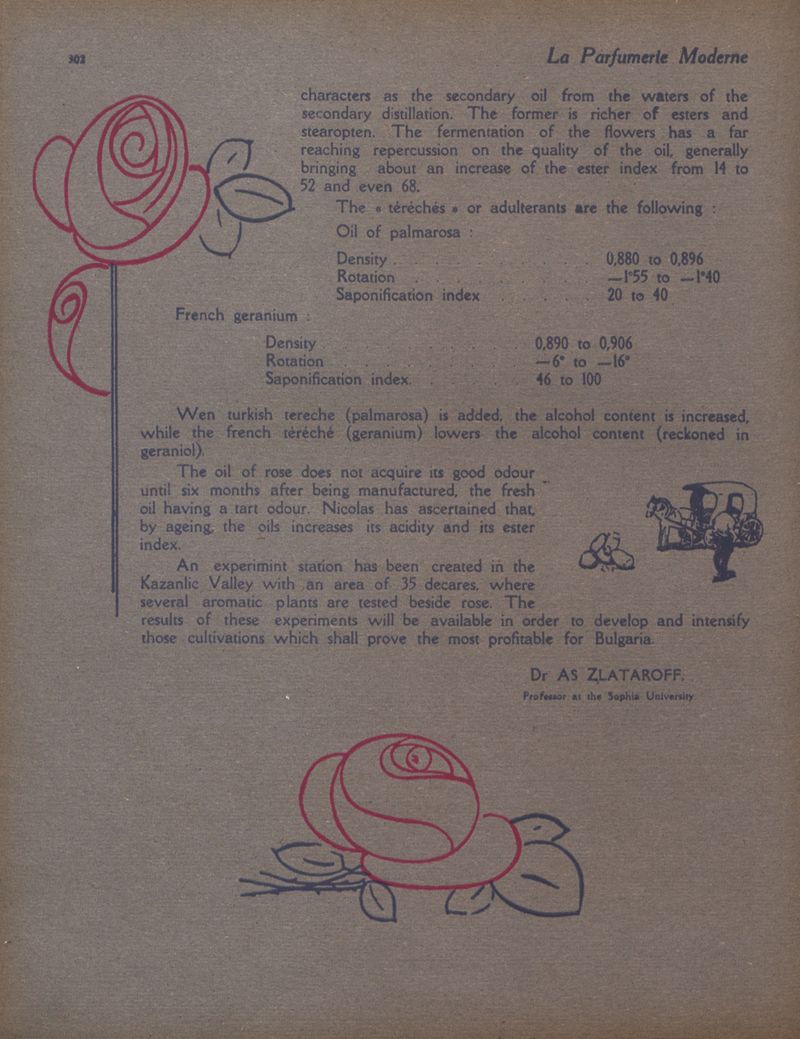 302
La Parfumerie Moderne
characters as the secondary oil from the waters of the
secondary distillation. The former is richer of esters and
stearopten. The fermentation of the flowers has a far
reaching repercussion on the quality of the oil, generally
bringing about an increase of the ester index from 14 to
52 and even 68.
The « téréchés » or adulterants are the following :
Oil of palmarosa :
Density . . . . . . . . . . 0,880 to 0,896
Rotation . . . . . . . . . —1°55 to —1°40
Saponification index . . . . . 20 to 40
French geranium :
Density . . . . . . . . . . 0,890 to 0,906
Rotation . . . . . . . . . —6° to —16°
Saponification index. . . . . . 46 to 100
Wen turkish tereche (palmarosa) is added, the alcohol content is increased,
while the french téréché (geranium) lowers the alcohol content (reckoned in
geraniol).
The oil of rose does not acquire its good odour
until six months after being manufactured, the fresh
oil having a tart odour. Nicolas has ascertained that,
by ageing, the oils increases its acidity and its ester
index.
An experimint station has been created in the
Kazanlic Valley with an area of 35 decares, where
several aromatic plants are tested beside rose. The
results of these experiments will be available in order to develop and intensify
those cultivations which shall prove the most profitable for Bulgaria.
Dr AS ZLATAROFF.
Professor at the Sophia University.